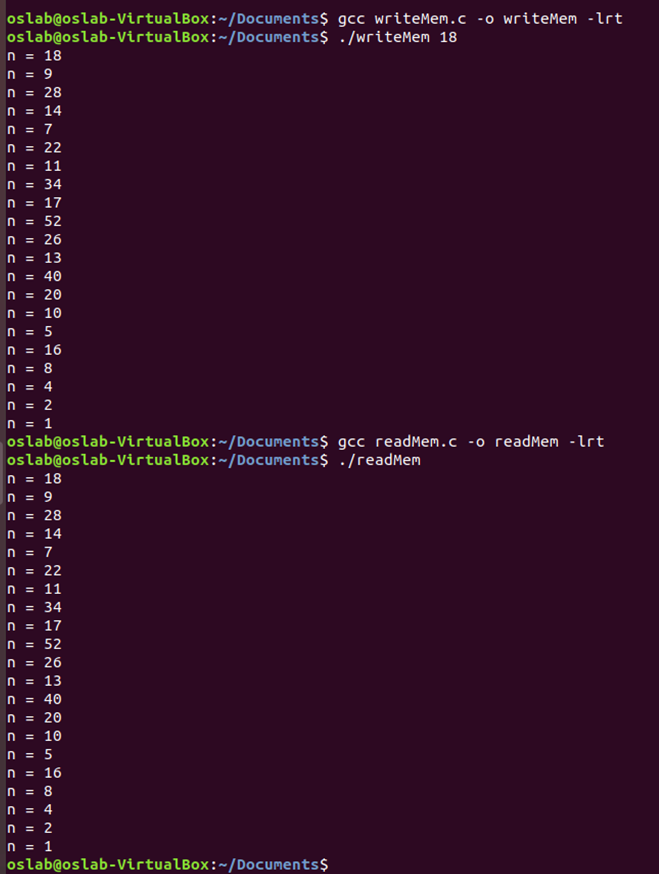 oslab@oslab-VirtualBox:~/Documents$ gcc writeMem.c -o writeMem -lrt
oslab@oslab-VirtualBox:~/Documents$ ./writeMem 18
n = 18
n = 9
n = 28
n = 14
n = 7
n = 22
n = 11
n = 34
n = 17
n = 52
n = 26
n = 13
n = 40
n = 20
n = 10
n = 5
n = 16
n = 8
n = 4
n = 2
n = 1
oslab@oslab-VirtualBox:~/Documents$ gcc readMem.c -o readMem -lrt
oslab@oslab-VirtualBox:~/Documents$ ./readMem
n = 18
n = 9
n = 28
n = 14
n = 7
n = 22
n = 11
n = 34
n = 17
n = 52
n = 26
n = 13
n = 40
n = 20
n = 10
n = 5
n = 16
n = 8
n = 4
n = 2
n = 1
oslab@oslab-VirtualBox:~/Documents$